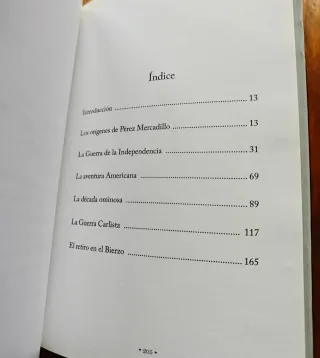 Índice
Introducción ........................................ 13
Los orígenes de Pérez Mercadillo ........................ 13
La Guerra de la Independencia ........................ 31
La aventura Americana ................................ 69
La década ominosa .................................... 89
La Guerra Carlista .................................... 117
El retiro en el Bierzo .................................... 165
• 205 •